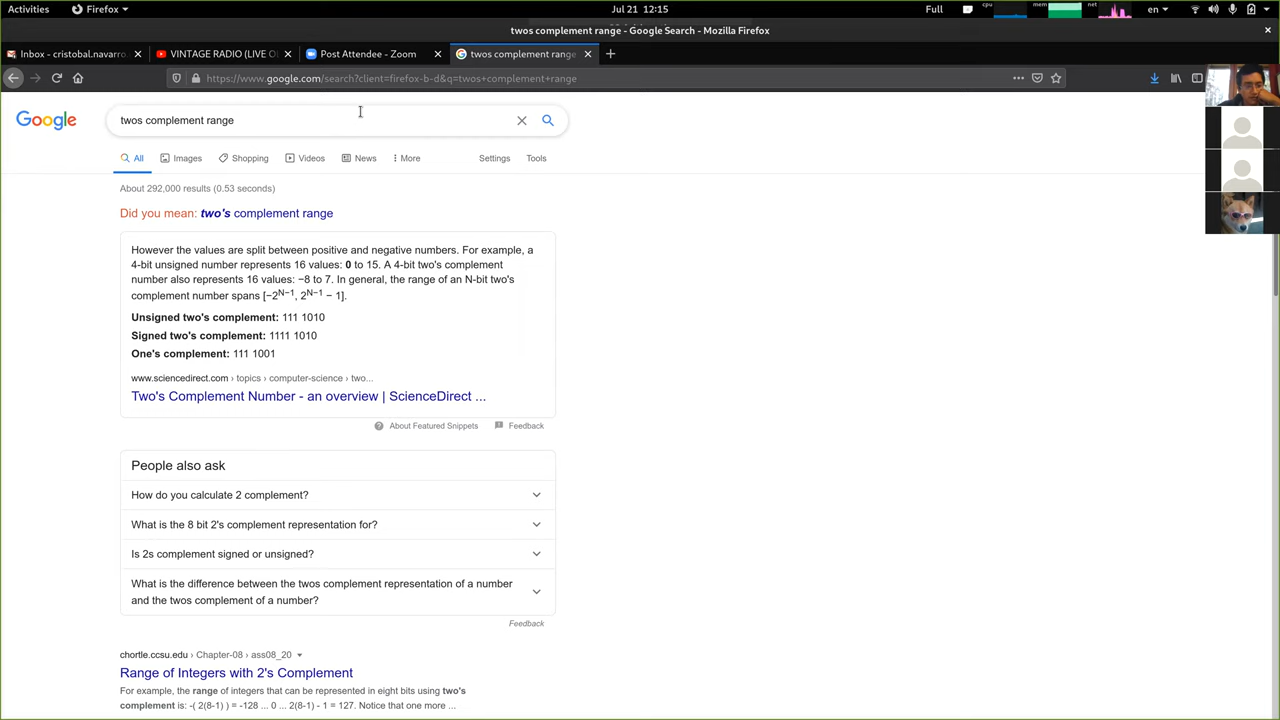 Activities
Firefox
Jul 21 12:15
Full
cpu
mem
net
en
twos complement range - Google Search - Mozilla Firefox
Inbox - cristobal.navarro
VINTAGE RADIO (LIVE O
Post Attendee - Zoom
twos complement range
https://www.google.com/search?client=firefox-b-d&q=twos+complement+range
Google
twos complement range
All
Images
Shopping
Videos
News
More
Settings
Tools
About 292,000 results (0.53 seconds)
Did you mean: two's complement range
However the values are split between positive and negative numbers. For example, a
4-bit unsigned number represents 16 values: 0 to 15. A 4-bit two's complement
number also represents 16 values: −8 to 7. In general, the range of an N-bit two's
complement number spans [−2^N−1, 2^N−1 − 1].
Unsigned two's complement: 111 1010
Signed two's complement: 1111 1010
One's complement: 111 1001
www.sciencedirect.com › topics › computer-science › two...
Two's Complement Number - an overview | ScienceDirect ...
About Featured Snippets
Feedback
People also ask
How do you calculate 2 complement?
What is the 8 bit 2's complement representation for?
Is 2s complement signed or unsigned?
What is the difference between the twos complement representation of a number
and the twos complement of a number?
Feedback
chortle.ccsu.edu › Chapter-08 › ass08_20
Range of Integers with 2's Complement
For example, the range of integers that can be represented in eight bits using two's
complement is: -( 2(8-1) ) = -128 ... 0 ... 2(8-1) - 1 = 127. Notice that one more ...